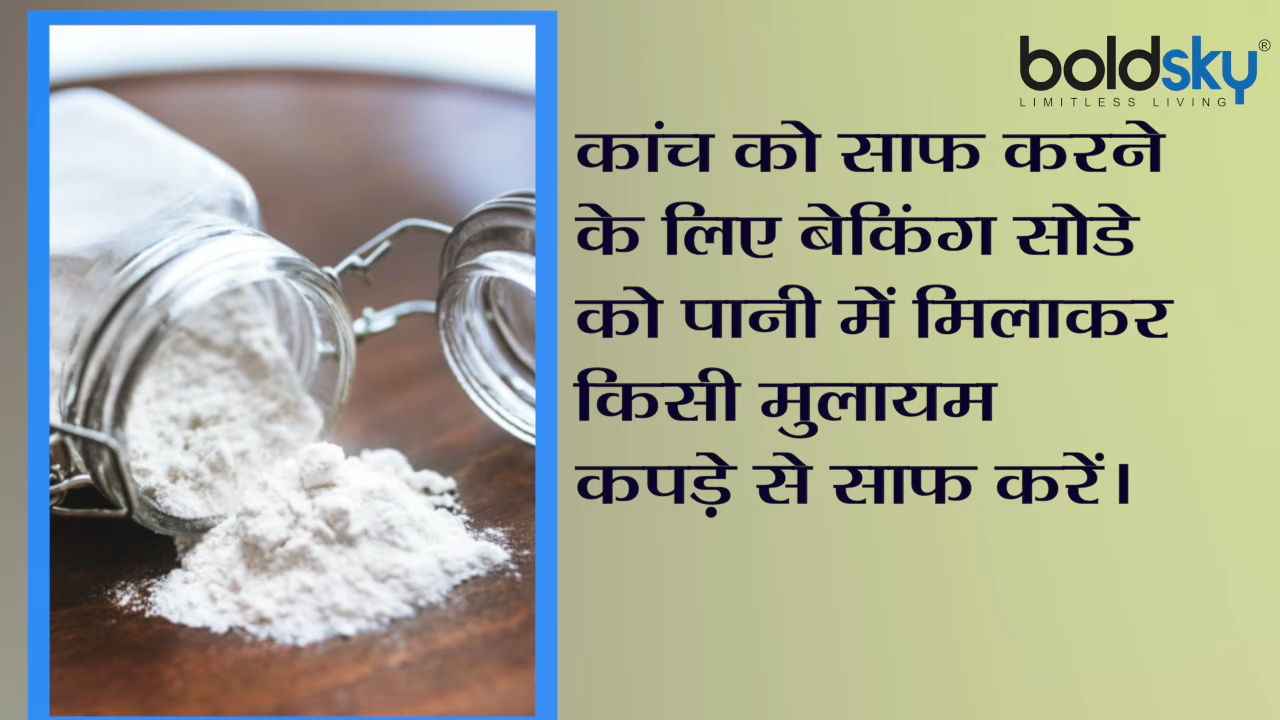 boldsky®
LIMITLESS LIVING
कांच को साफ करने
के लिए बेकिंग सोडे
को पानी में मिलाकर
किसी मुलायम
कपड़े से साफ करें।